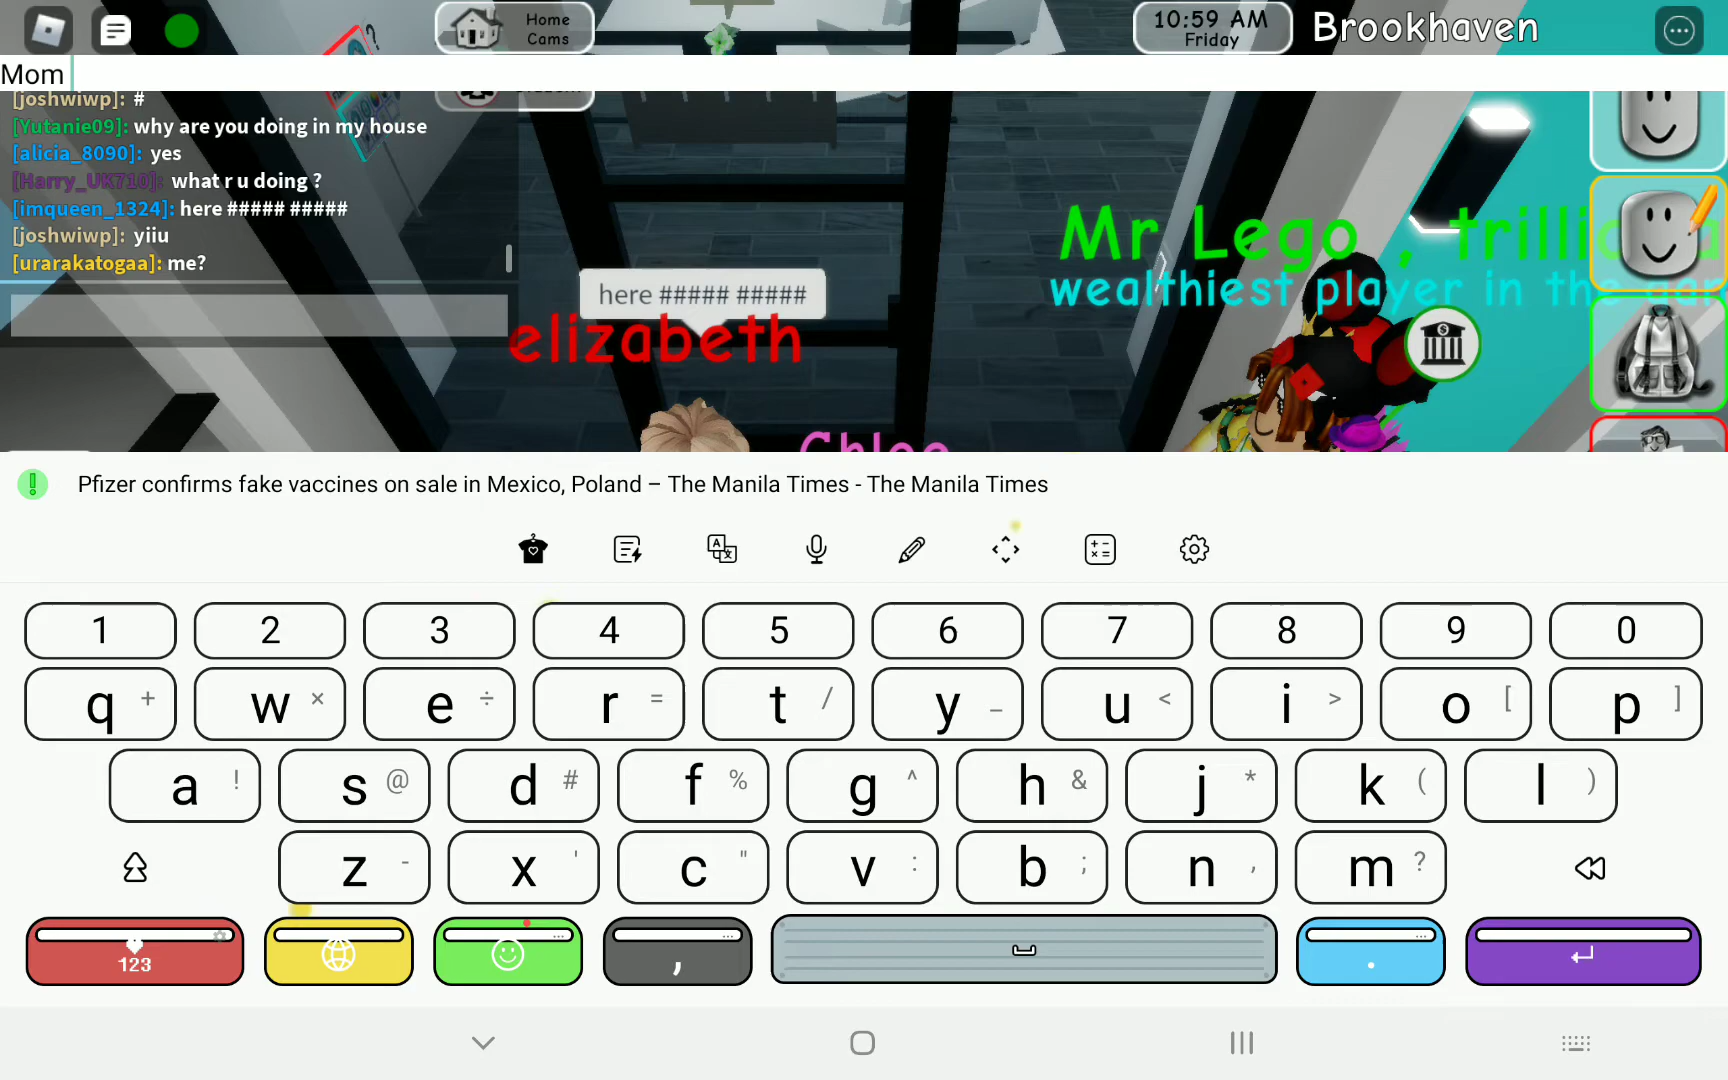 Home
Cams
10:59 AM
Friday
Brookhaven
Mom
[joshwiwp]: #
[Yutanie09]: why are you doing in my house
[alicia_8090]: yes
[Harry_UK710]: what r u doing ?
[imqueen_1324]: here ##### #####
[joshwiwp]: yiiu
[urarakatogaa]: me?
here ##### #####
elizabeth
Mr Lego ,
wealthiest player in the
Chloe
Pfizer confirms fake vaccines on sale in Mexico, Poland – The Manila Times - The Manila Times
1 2 3 4 5 6 7 8 9 0
q + w × e ÷ r = t / y _ u < i > o [ p ]
a ! s @ d # f % g ^ h & j * k ( l )
z - x ' c " v : b ; n , m ?
123 , .